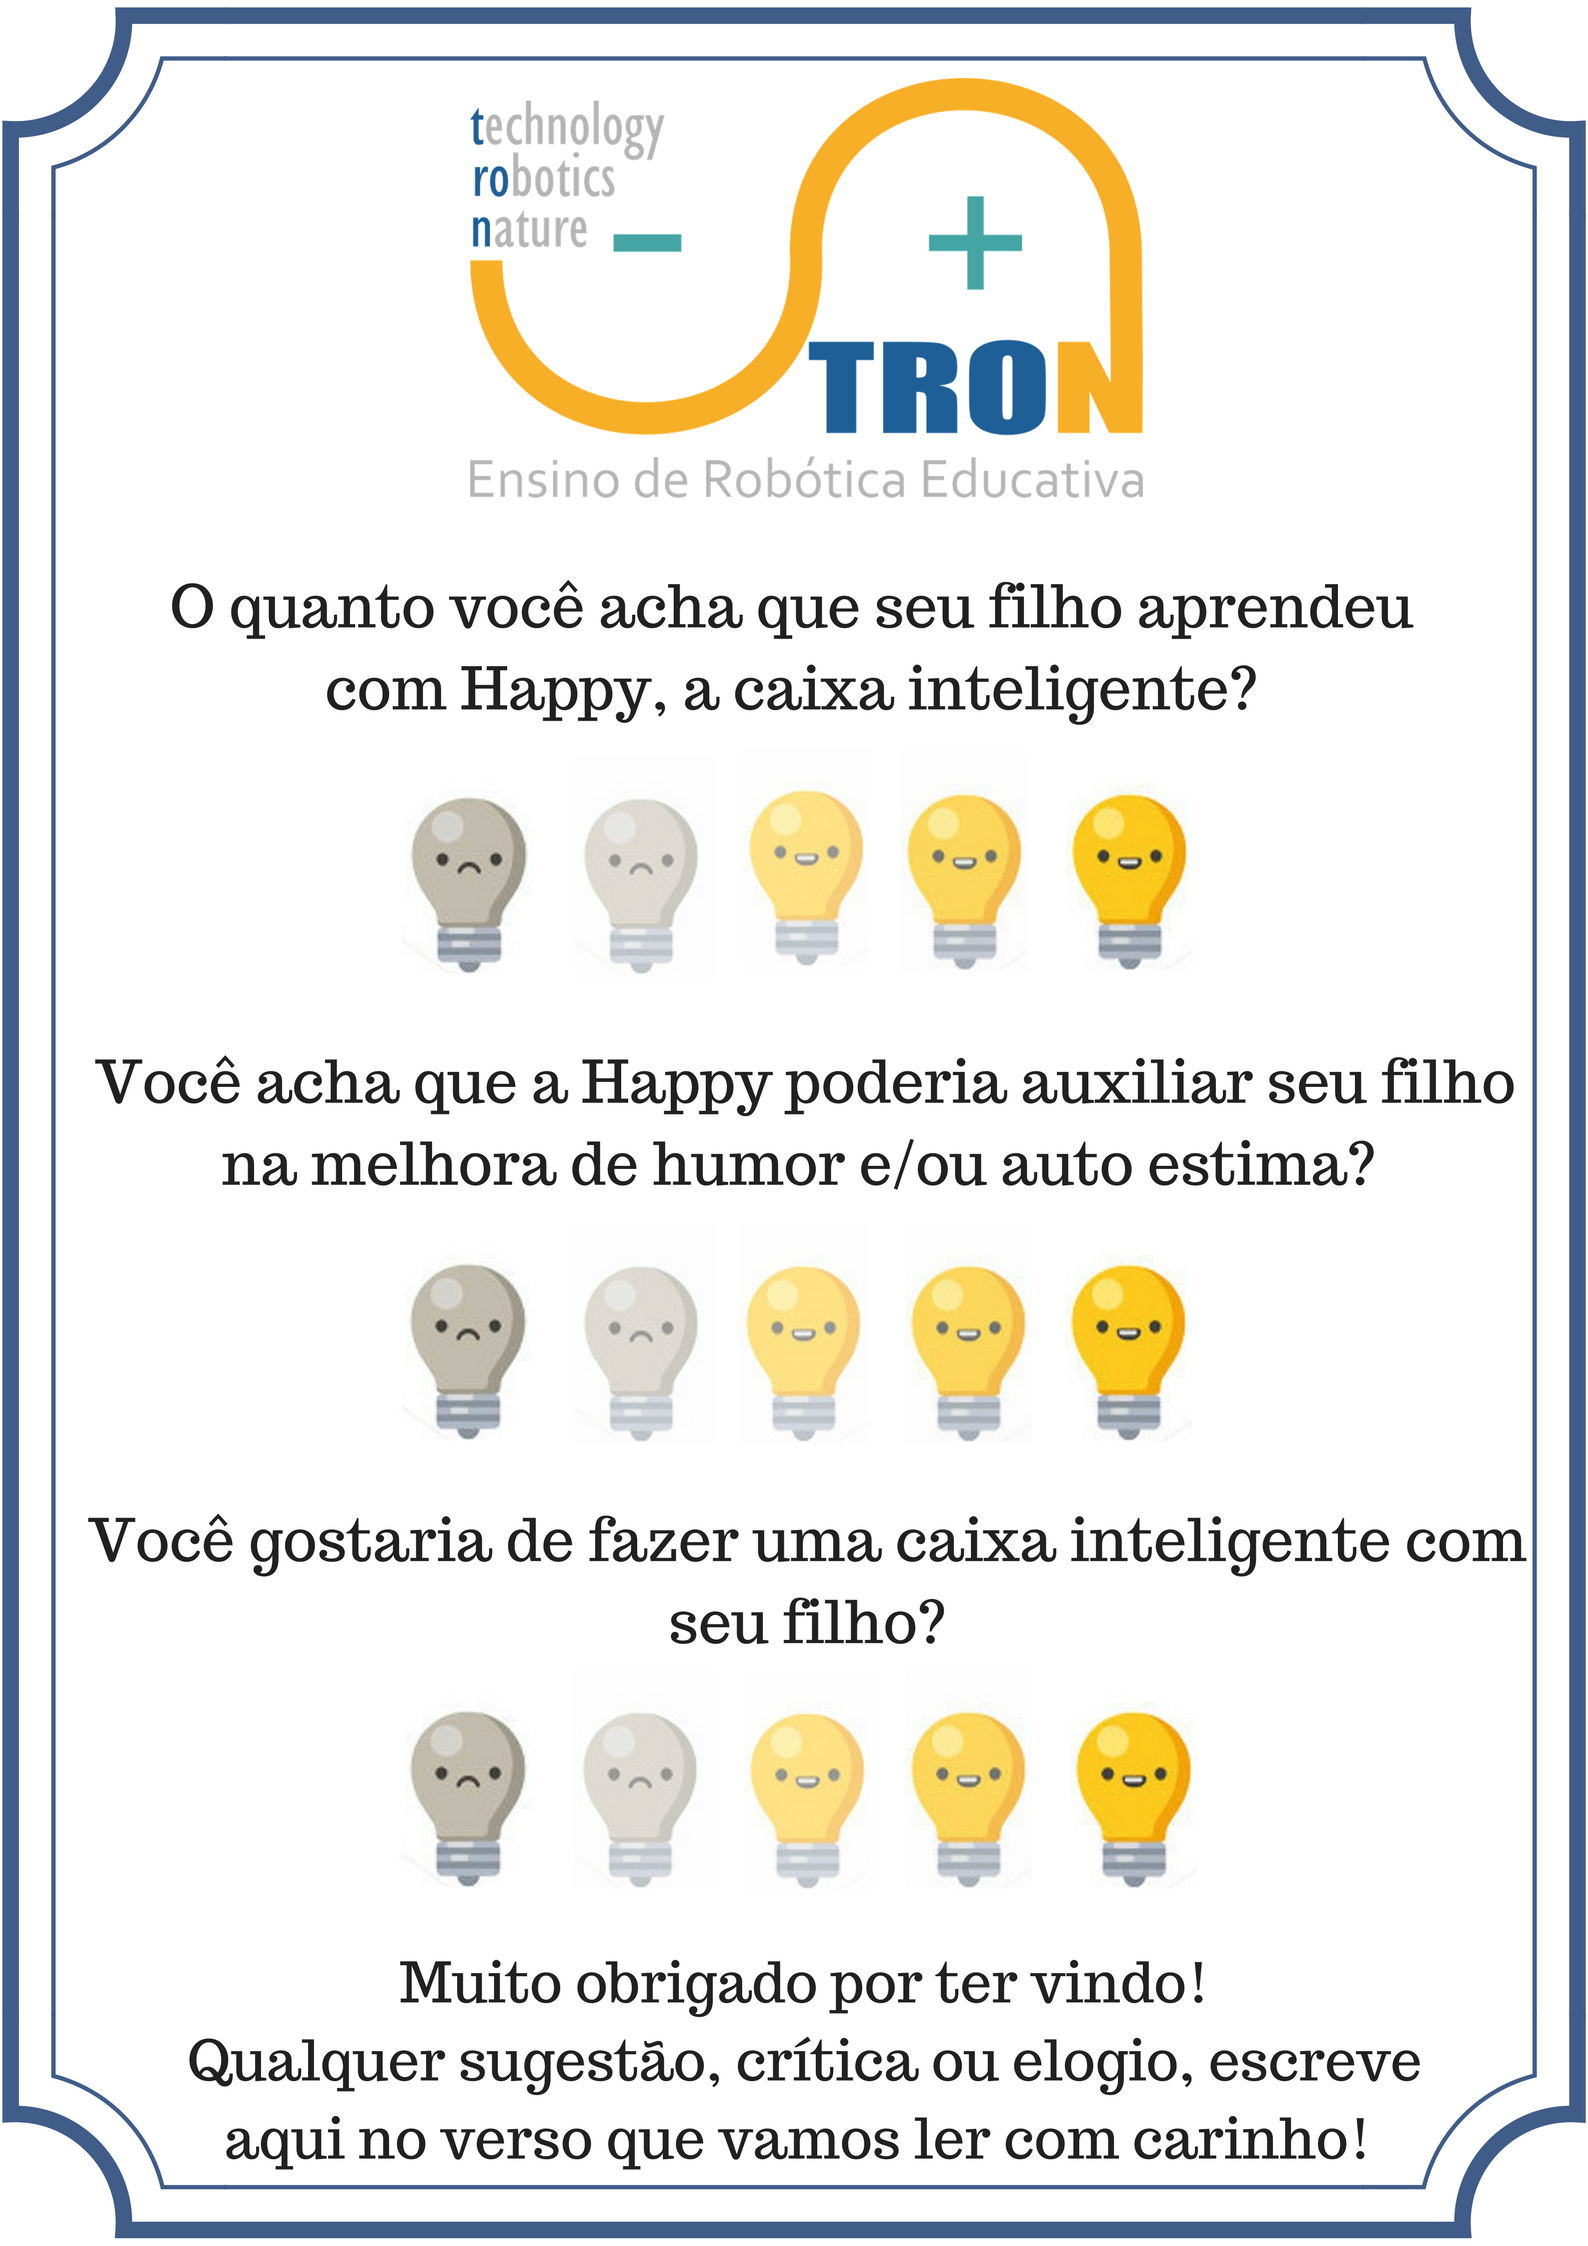 technology
robotics
nature
TRON
Ensino de Robótica Educativa
O quanto você acha que seu filho aprendeu
com Happy, a caixa inteligente?
Você acha que a Happy poderia auxiliar seu filho
na melhora de humor e/ou auto estima?
Você gostaria de fazer uma caixa inteligente com
seu filho?
Muito obrigado por ter vindo!
Qualquer sugestão, crítica ou elogio, escreve
aqui no verso que vamos ler com carinho!